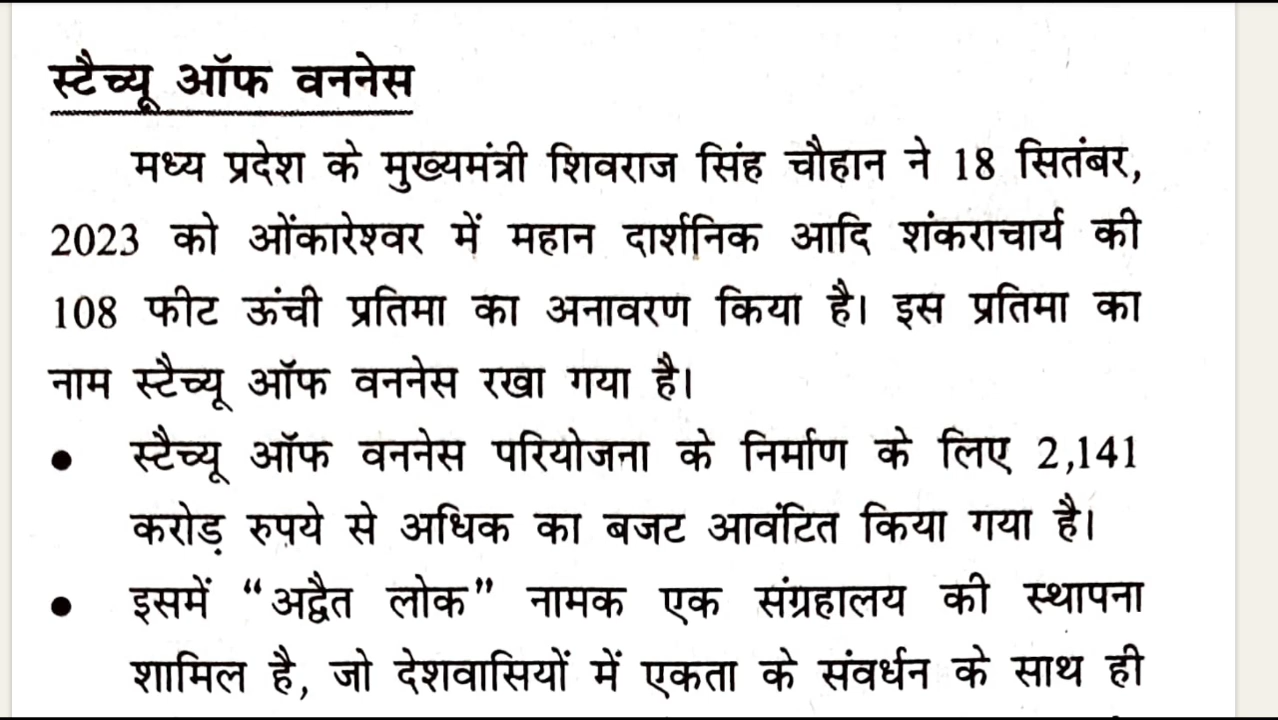 स्टैच्यू ऑफ वननेस
मध्य प्रदेश के मुख्यमंत्री शिवराज सिंह चौहान ने 18 सितंबर,
2023 को ओंकारेश्वर में महान दार्शनिक आदि शंकराचार्य की
108 फीट ऊंची प्रतिमा का अनावरण किया है। इस प्रतिमा का
नाम स्टैच्यू ऑफ वननेस रखा गया है।
● स्टैच्यू ऑफ वननेस परियोजना के निर्माण के लिए 2,141
करोड़ रुपये से अधिक का बजट आवंटित किया गया है।
● इसमें “अद्वैत लोक” नामक एक संग्रहालय की स्थापना
शामिल है, जो देशवासियों में एकता के संवर्धन के साथ ही